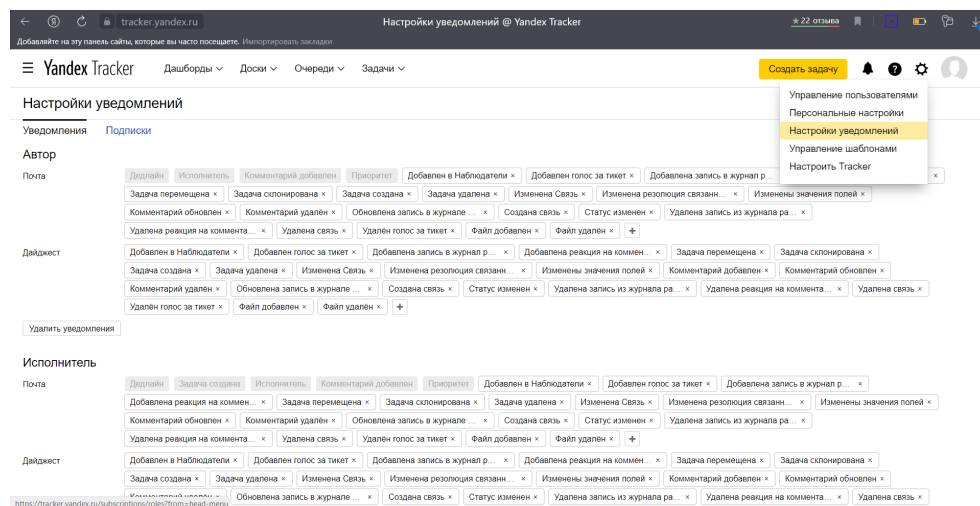 tracker.yandex.ru Настройки уведомлений @ Yandex Tracker ★ 22 отзыва
Добавляйте на эту панель сайты, которые вы часто посещаете. Импортировать закладки
Yandex Tracker Дашборды Доски Очереди Задачи Создать задачу
Управление пользователями
Настройки уведомлений
Персональные настройки
Уведомления Подписки
Настройки уведомлений
Управление шаблонами
Автор
Настроить Tracker
Почта Дедлайн Исполнитель Комментарий добавлен Приоритет Добавлен в Наблюдатели × Добавлен голос за тикет × Добавлена запись в журнал р... ×
Задача перемещена × Задача склонирована × Задача создана × Задача удалена × Изменена Связь × Изменена резолюция связанн... × Изменены значения полей ×
Комментарий обновлен × Комментарий удалён × Обновлена запись в журнале ... × Создана связь × Статус изменен × Удалена запись из журнала ра... ×
Удалена реакция на коммента... × Удалена связь × Удалён голос за тикет × Файл добавлен × Файл удалён × +
Дайджест Добавлен в Наблюдатели × Добавлен голос за тикет × Добавлена запись в журнал р... × Добавлена реакция на коммен... × Задача перемещена × Задача склонирована ×
Задача создана × Задача удалена × Изменена Связь × Изменена резолюция связанн... × Изменены значения полей × Комментарий добавлен × Комментарий обновлен ×
Комментарий удалён × Обновлена запись в журнале ... × Создана связь × Статус изменен × Удалена запись из журнала ра... × Удалена реакция на коммента... × Удалена связь ×
Удалён голос за тикет × Файл добавлен × Файл удалён × +
Удалить уведомления
Исполнитель
Почта Дедлайн Задача создана Исполнитель Комментарий добавлен Приоритет Добавлен в Наблюдатели × Добавлен голос за тикет × Добавлена запись в журнал р... ×
Добавлена реакция на коммен... × Задача перемещена × Задача склонирована × Задача удалена × Изменена Связь × Изменена резолюция связанн... × Изменены значения полей ×
Комментарий обновлен × Комментарий удалён × Обновлена запись в журнале ... × Создана связь × Статус изменен × Удалена запись из журнала ра... ×
Удалена реакция на коммента... × Удалена связь × Удалён голос за тикет × Файл добавлен × Файл удалён × +
Дайджест Добавлен в Наблюдатели × Добавлен голос за тикет × Добавлена запись в журнал р... × Добавлена реакция на коммен... × Задача перемещена × Задача склонирована ×
Задача создана × Задача удалена × Изменена Связь × Изменена резолюция связанн... × Изменены значения полей × Комментарий добавлен × Комментарий обновлен ×
Комментарий удалён × Обновлена запись в журнале ... × Создана связь × Статус изменен × Удалена запись из журнала ра... × Удалена реакция на коммента... × Удалена связь ×
https://tracker.yandex.ru/subscriptions/roles?from=head-menu